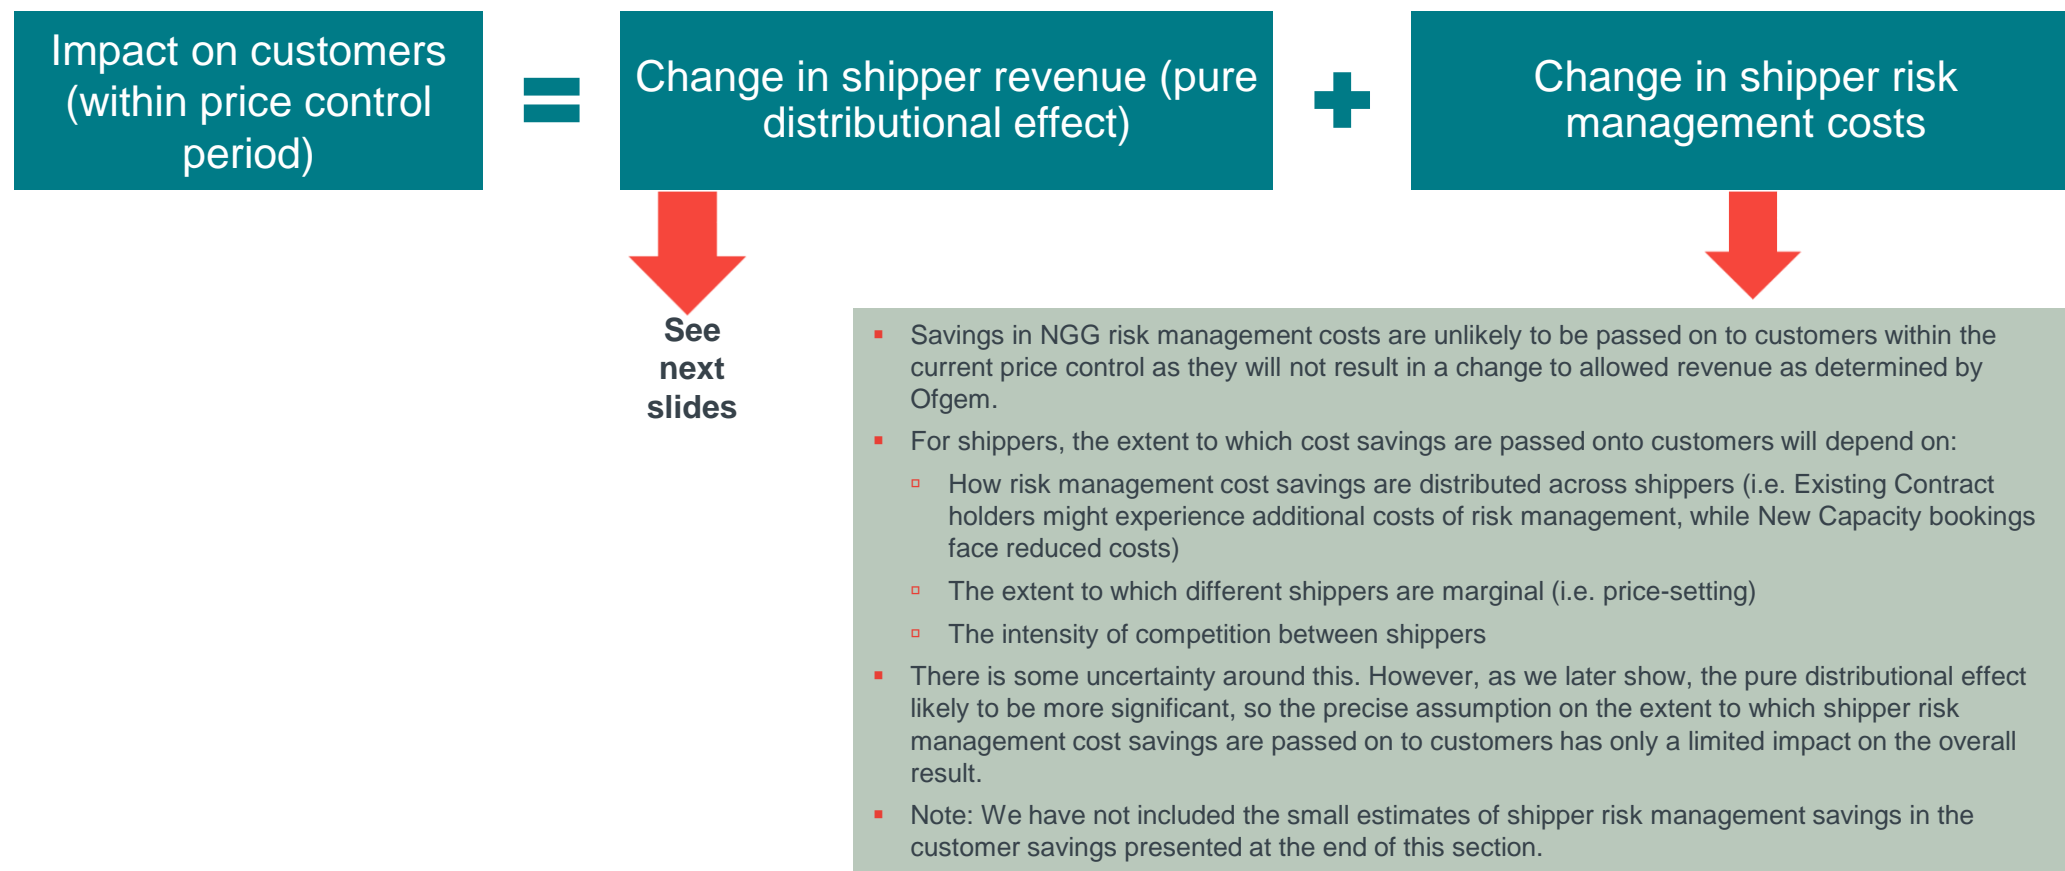 Impact on customers
(within price control
period)
=
Change in shipper revenue (pure
distributional effect)
+
Change in shipper risk
management costs
See
next
slides
▪ Savings in NGG risk management costs are unlikely to be passed on to customers within the
current price control as they will not result in a change to allowed revenue as determined by
Ofgem.
▪ For shippers, the extent to which cost savings are passed onto customers will depend on:
▫ How risk management cost savings are distributed across shippers (i.e. Existing Contract
holders might experience additional costs of risk management, while New Capacity bookings
face reduced costs)
▫ The extent to which different shippers are marginal (i.e. price-setting)
▫ The intensity of competition between shippers
▪ There is some uncertainty around this. However, as we later show, the pure distributional effect
likely to be more significant, so the precise assumption on the extent to which shipper risk
management cost savings are passed on to customers has only a limited impact on the overall
result.
▪ Note: We have not included the small estimates of shipper risk management savings in the
customer savings presented at the end of this section.